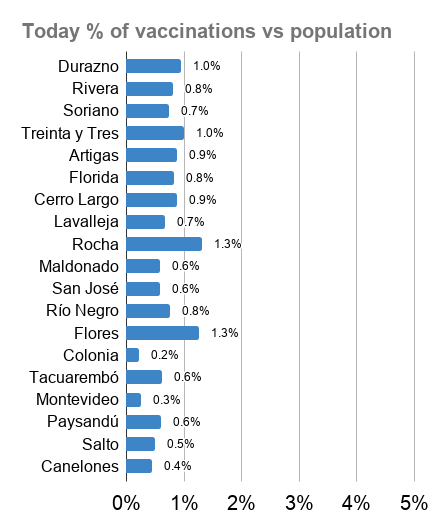 Today % of vaccinations vs population
Durazno 1.0%
Rivera 0.8%
Soriano 0.7%
Treinta y Tres 1.0%
Artigas 0.9%
Florida 0.8%
Cerro Largo 0.9%
Lavalleja 0.7%
Rocha 1.3%
Maldonado 0.6%
San José 0.6%
Río Negro 0.8%
Flores 1.3%
Colonia 0.2%
Tacuarembó 0.6%
Montevideo 0.3%
Paysandú 0.6%
Salto 0.5%
Canelones 0.4%
0% 1% 2% 3% 4% 5%